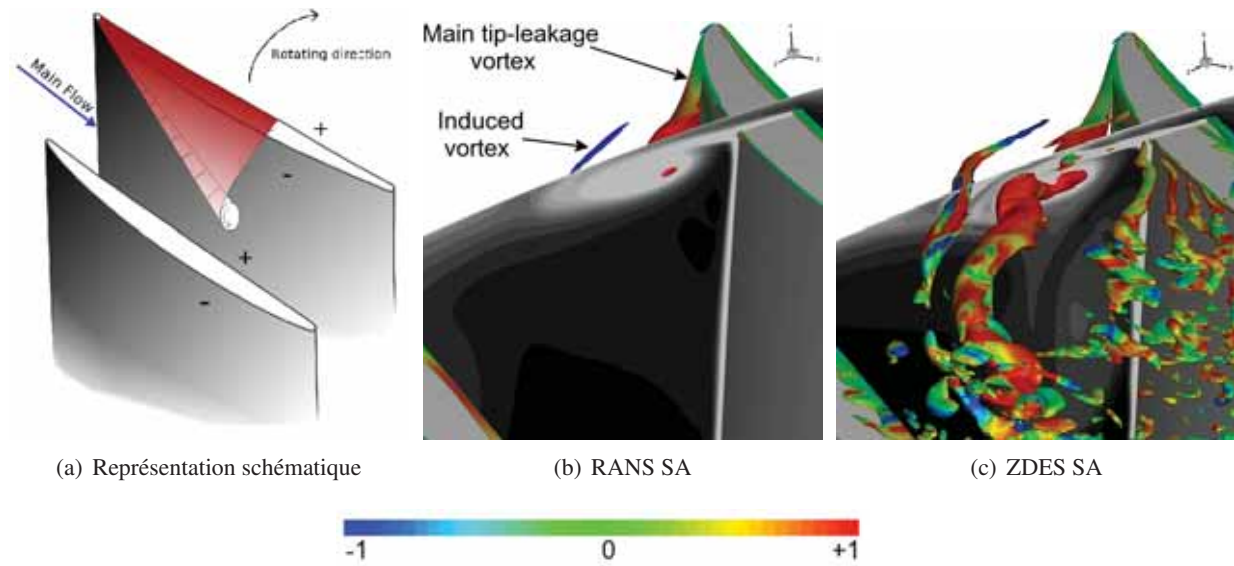 Rotating direction
Main Flow
+
-
+
-
Main tip-leakage
vortex
Induced
vortex
(a) Représentation schématique
(b) RANS SA
(c) ZDES SA
-1 0 +1